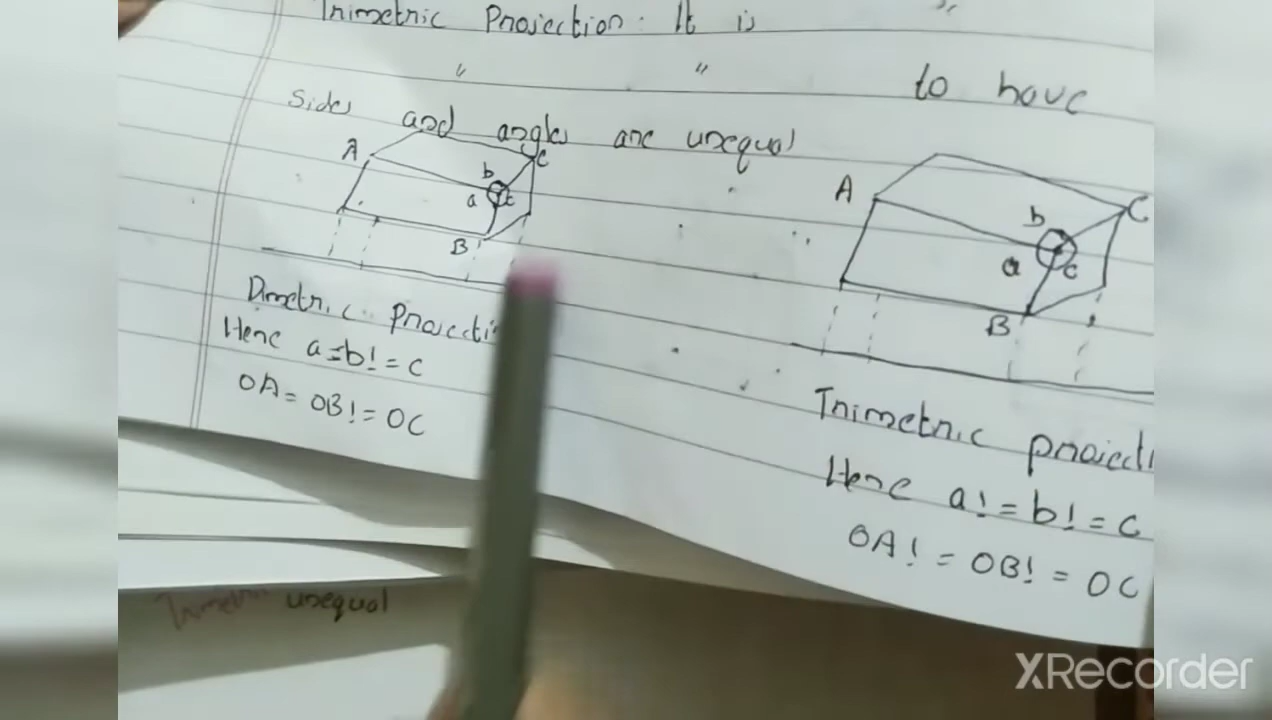 Trimetric Projection. It is "
" " to have
sides and angles are unequal
A
C
b
a
c
B
Dimetric Projecti
Here a=b!=c
OA=OB!=OC
A
C
b
a
c
B
Trimetric projecti
Here a!=b!=c
OA!=OB!=OC
Trimetric unequal
XRecorder